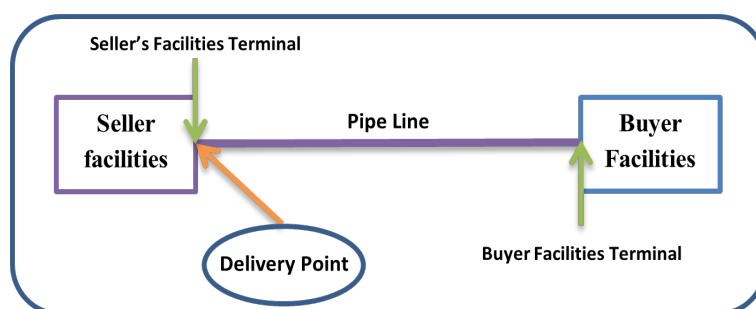 Seller's Facilities Terminal
Seller
facilities
Pipe Line
Buyer
Facilities
Delivery Point
Buyer Facilities Terminal